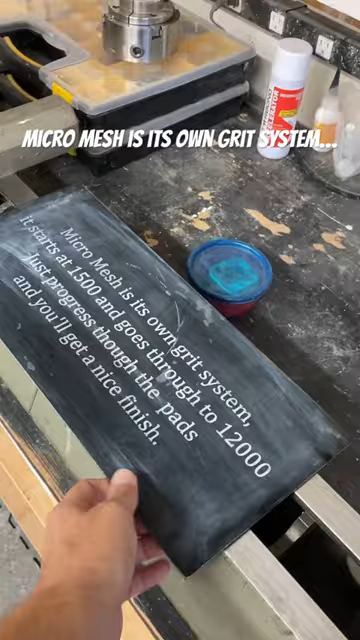 MICRO MESH IS ITS OWN GRIT SYSTEM...
Micro Mesh is its own grit system,
It starts at 1500 and goes through to 12000
Just progress though the pads
and you'll get a nice finish.